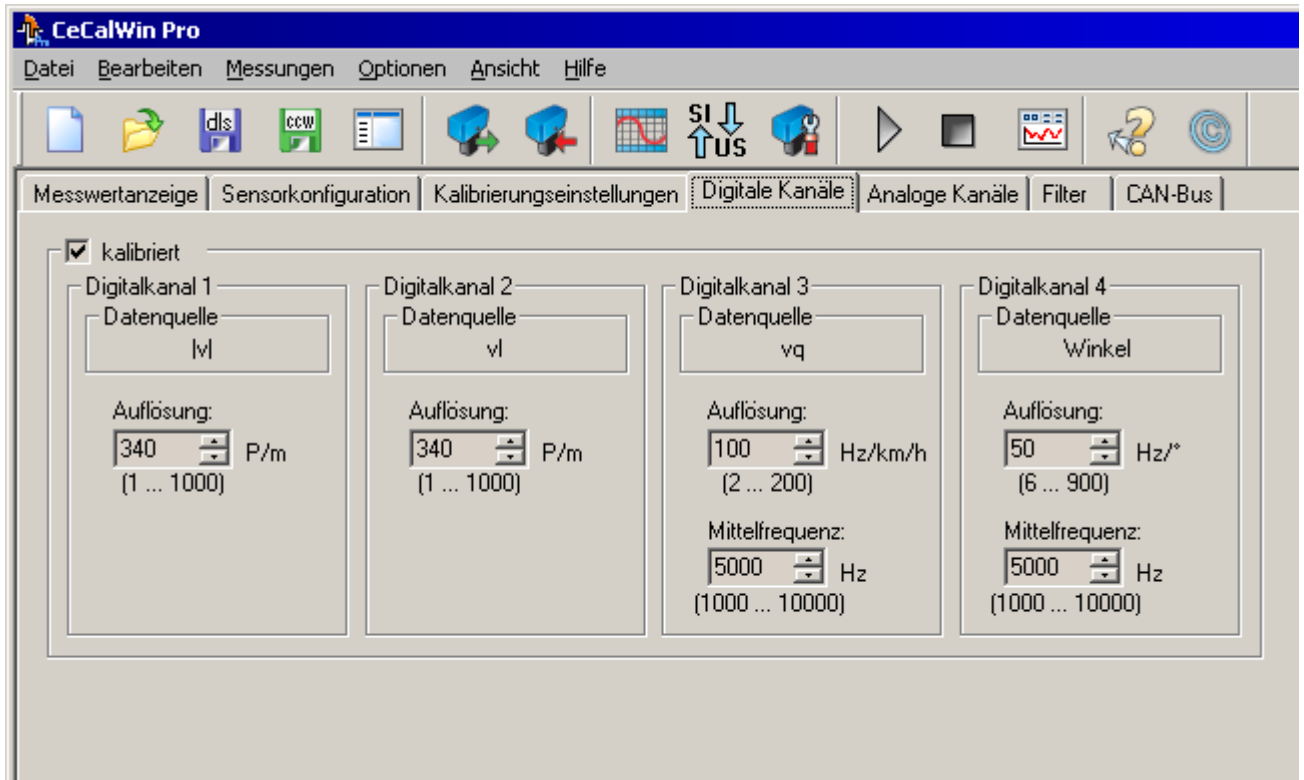 CeCalWin Pro
Datei Bearbeiten Messungen Optionen Ansicht Hilfe
dls ccw SI US
Messwertanzeige Sensorkonfiguration Kalibrierungseinstellungen Digitale Kanäle Analoge Kanäle Filter CAN-Bus
kalibriert
Digitalkanal 1 Digitalkanal 2 Digitalkanal 3 Digitalkanal 4
Datenquelle Datenquelle Datenquelle Datenquelle
|v| vl vq Winkel
Auflösung: Auflösung: Auflösung: Auflösung:
340 P/m 340 P/m 100 Hz/km/h 50 Hz/°
(1 ... 1000) (1 ... 1000) (2 ... 200) (6 ... 900)
Mittelfrequenz: Mittelfrequenz:
5000 Hz 5000 Hz
(1000 ... 10000) (1000 ... 10000)